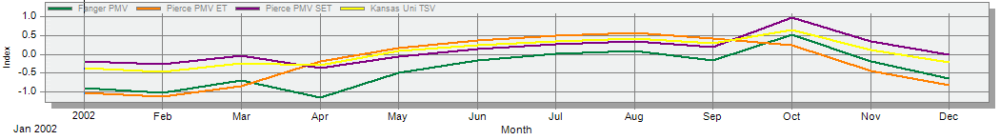 Fanger PMV Pierce PMV ET Pierce PMV SET Kansas Uni TSV
1.0
0.5
0.0
-0.5
-1.0
Index
2002 Feb Mar Apr May Jun Jul Aug Sep Oct Nov Dec
Jan 2002 Month